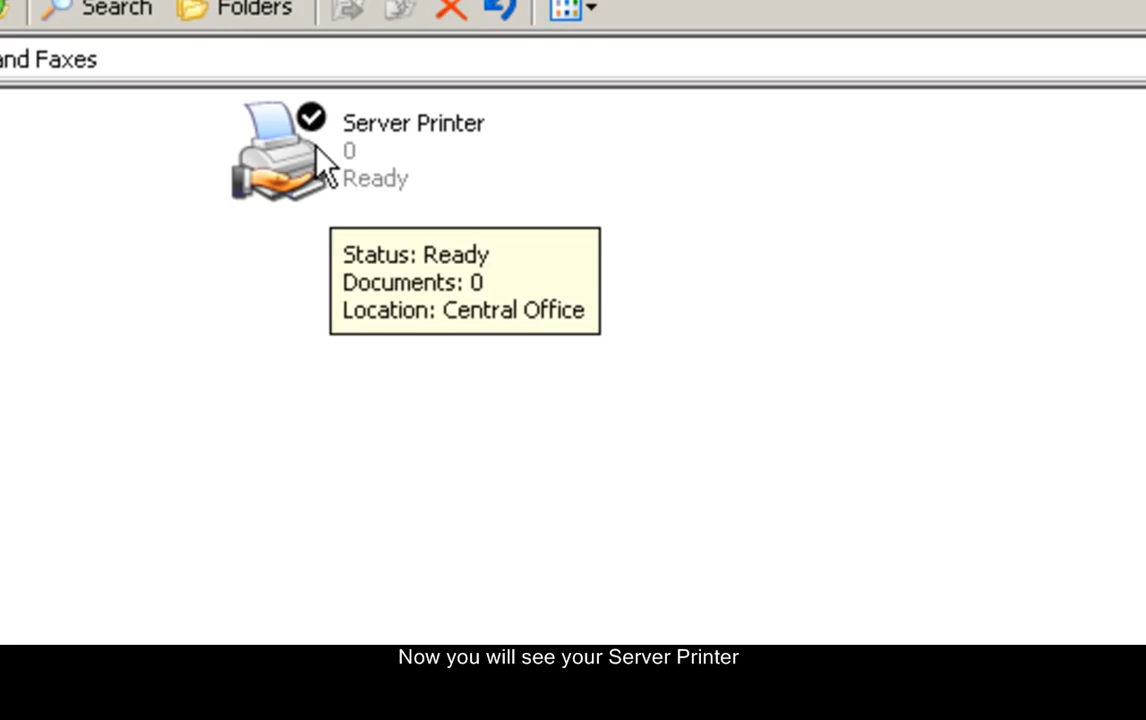 Search Folders
and Faxes
Server Printer
0
Ready
Status: Ready
Documents: 0
Location: Central Office
Now you will see your Server Printer